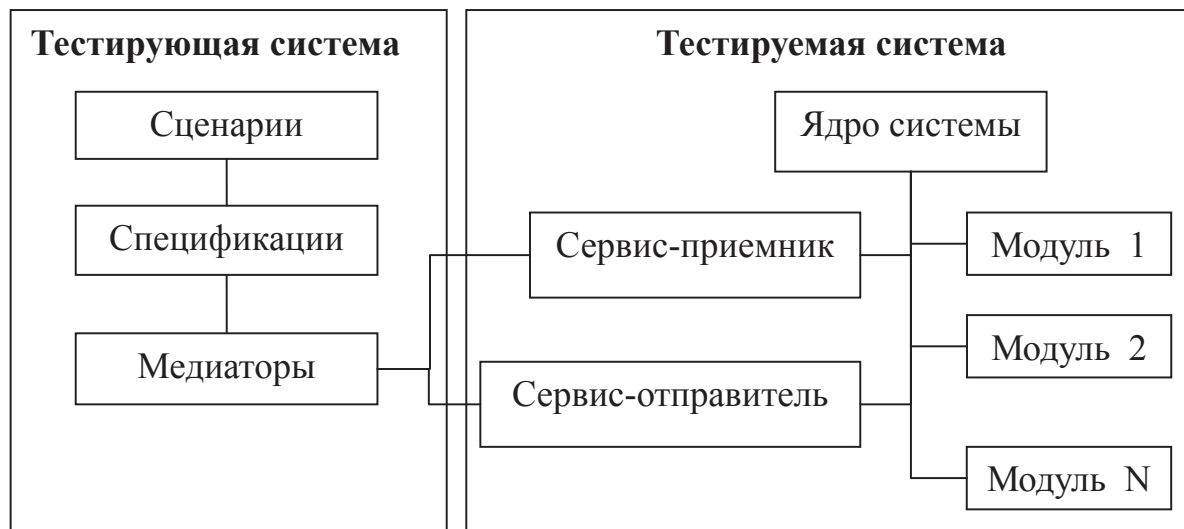 Тестирующая система
Сценарии
Спецификации
Медиаторы
Тестируемая система
Ядро системы
Сервис-приемник
Сервис-отправитель
Модуль 1
Модуль 2
Модуль N